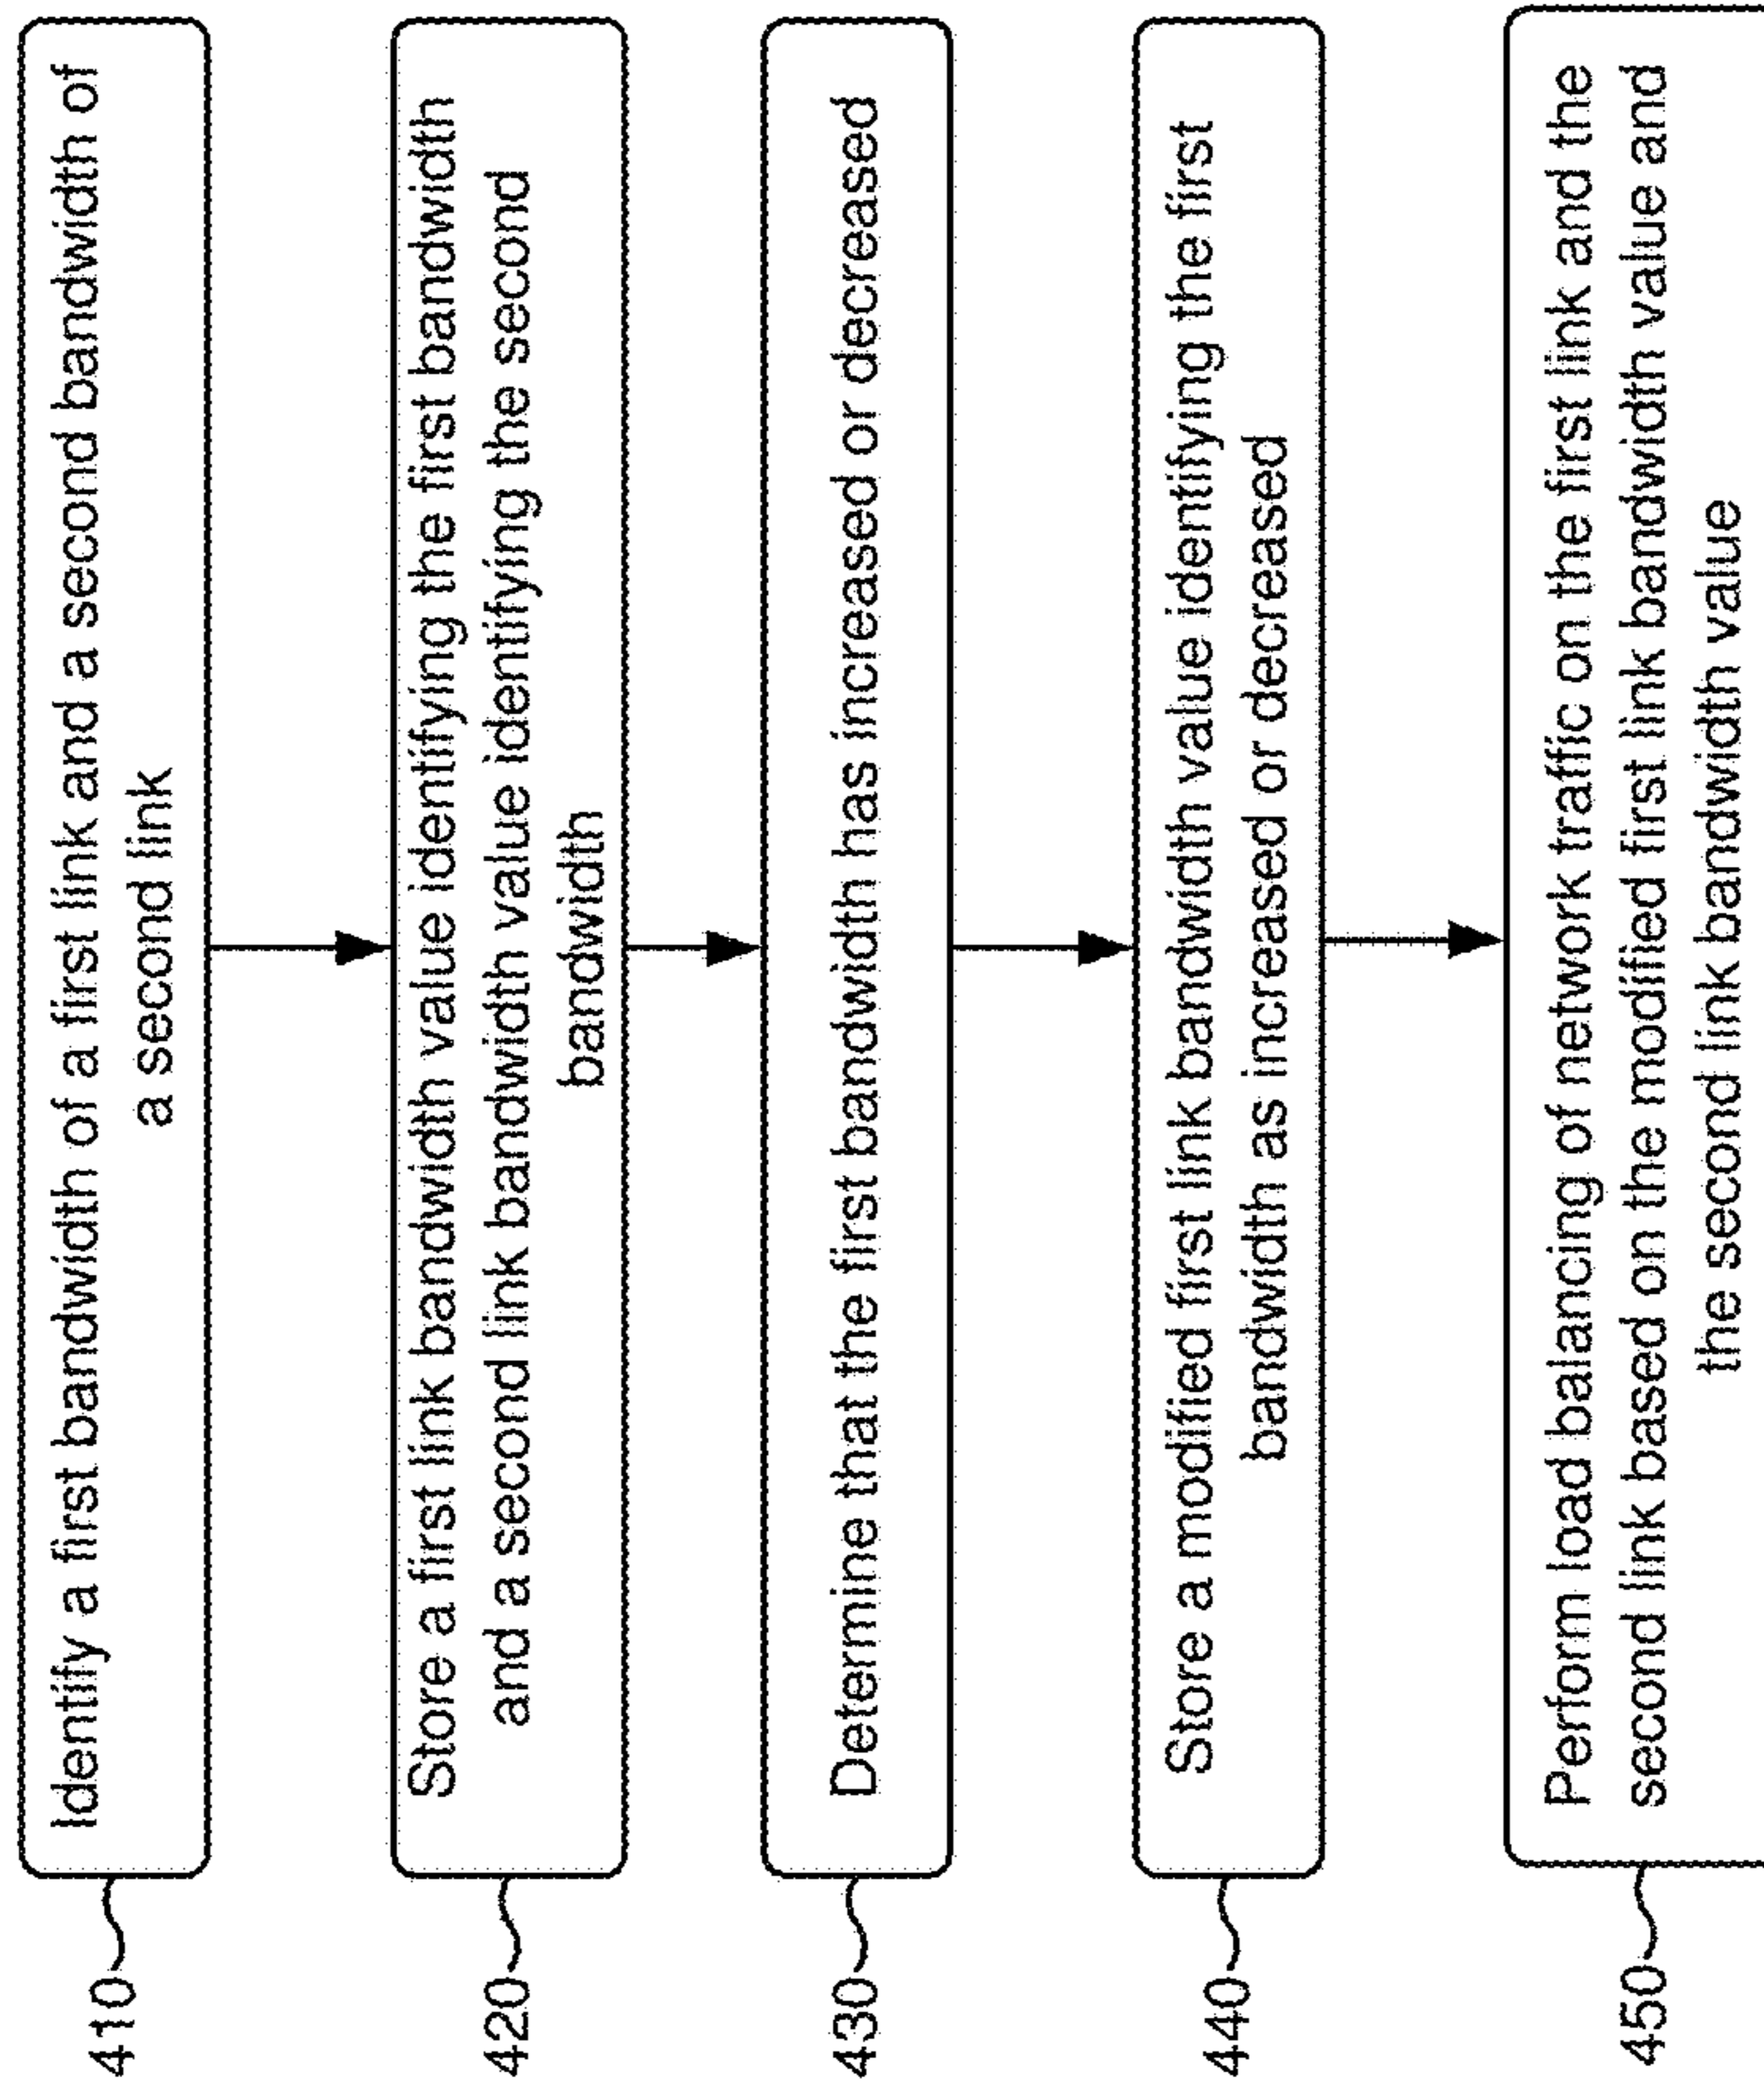 410
Identify a first bandwidth of a first link and a second bandwidth of
a second link
420
Store a first link bandwidth value identifying the first bandwidth
and a second link bandwidth value identifying the second
bandwidth
430
Determine that the first bandwidth has increased or decreased
440
Store a modified first link bandwidth value identifying the first
bandwidth as increased or decreased
450
Perform load balancing of network traffic on the first link and the
second link based on the modified first link bandwidth value and
the second link bandwidth value